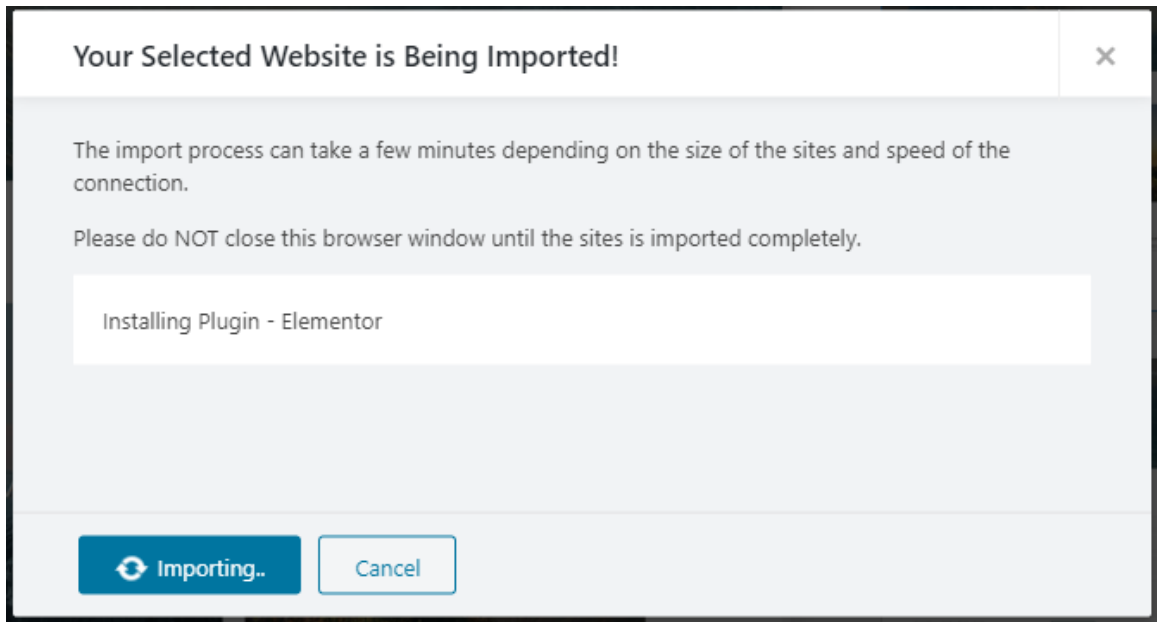 Your Selected Website is Being Imported!
The import process can take a few minutes depending on the size of the sites and speed of the
connection.
Please do NOT close this browser window until the sites is imported completely.
Installing Plugin - Elementor
Importing..
Cancel